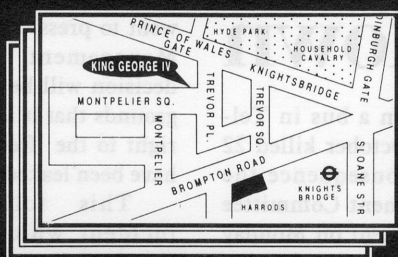 PRINCE OF WALES
GATE
HYDE PARK
HOUSEHOLD
CAVALRY
EDINBURGH GATE
KING GEORGE IV
KNIGHTSBRIDGE
MONTPELIER SQ.
TREVOR PL.
TREVOR SQ.
MONTPELIER
BROMPTON ROAD
SLOANE STR
KNIGHTS
BRIDGE
HARRODS